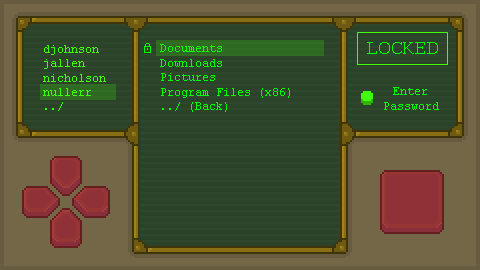 djohnson
jallen
nicholson
nullerr
../
Documents
Downloads
Pictures
Program Files (x86)
../ (Back)
LOCKED
Enter
Password